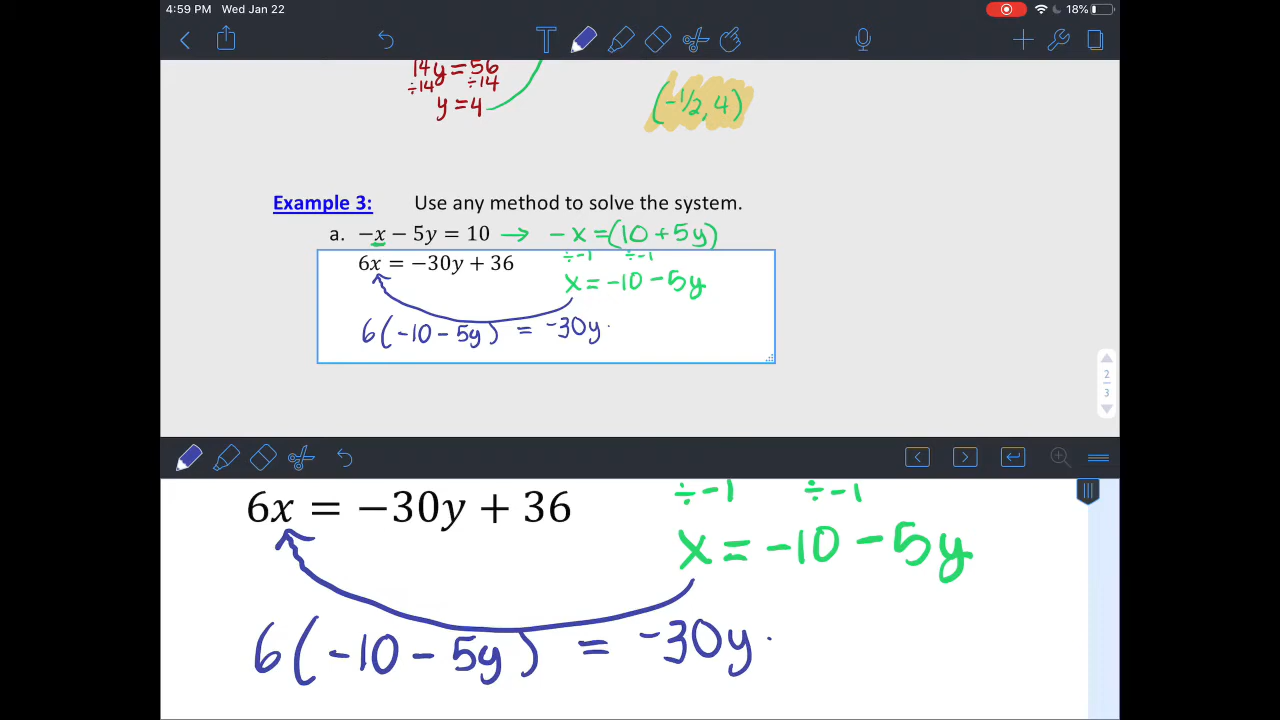 4:59 PM Wed Jan 22
18%
14y = 56
÷14 ÷14
y = 4
(-1/2, 4)
Example 3: Use any method to solve the system.
a. −x − 5y = 10 → -x = (10 + 5y)
÷-1 ÷-1
6x = −30y + 36
x = -10 - 5y
6(-10 - 5y) = -30y
2
3
÷-1 ÷-1
6x = −30y + 36
x = -10 - 5y
6(-10 - 5y) = -30y